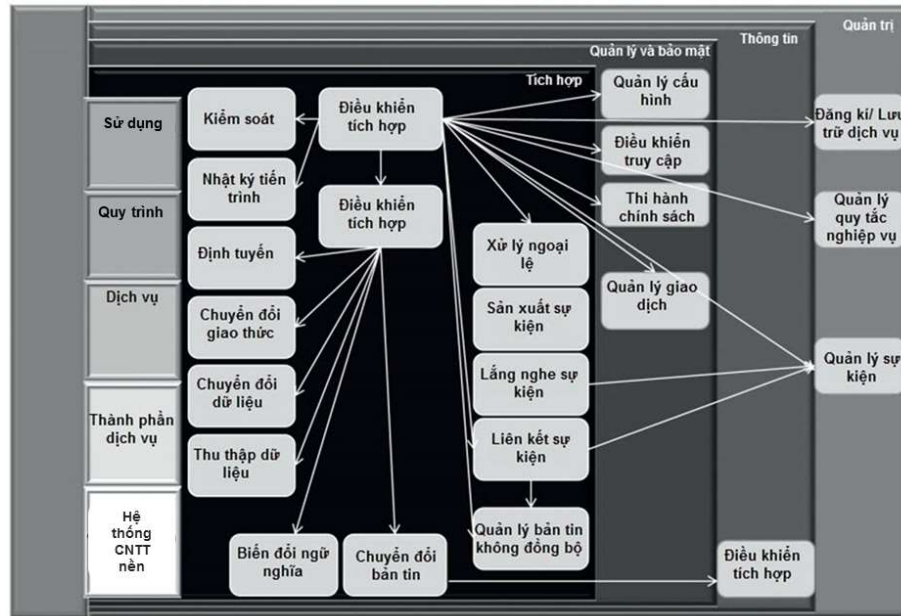 Quản trị
Thông tin
Quản lý và bảo mật
Tích hợp
Sử dụng
Quy trình
Dịch vụ
Thành phần
dịch vụ
Hệ
thống
CNTT
nền
Kiểm soát
Nhật ký tiến
trình
Định tuyến
Chuyển đổi
giao thức
Chuyển đổi
dữ liệu
Thu thập dữ
liệu
Biến đổi ngữ
nghĩa
Chuyển đổi
bản tin
Điều khiển
tích hợp
Điều khiển
tích hợp
Xử lý ngoại
lệ
Sản xuất sự
kiện
Lắng nghe sự
kiện
Liên kết sự
kiện
Quản lý bản tin
không đồng bộ
Quản lý cấu
hình
Điều khiển
truy cập
Thi hành
chính sách
Quản lý giao
dịch
Điều khiển
tích hợp
Đăng kí/ Lưu
trữ dịch vụ
Quản lý
quy tắc
nghiệp vụ
Quản lý sự
kiện